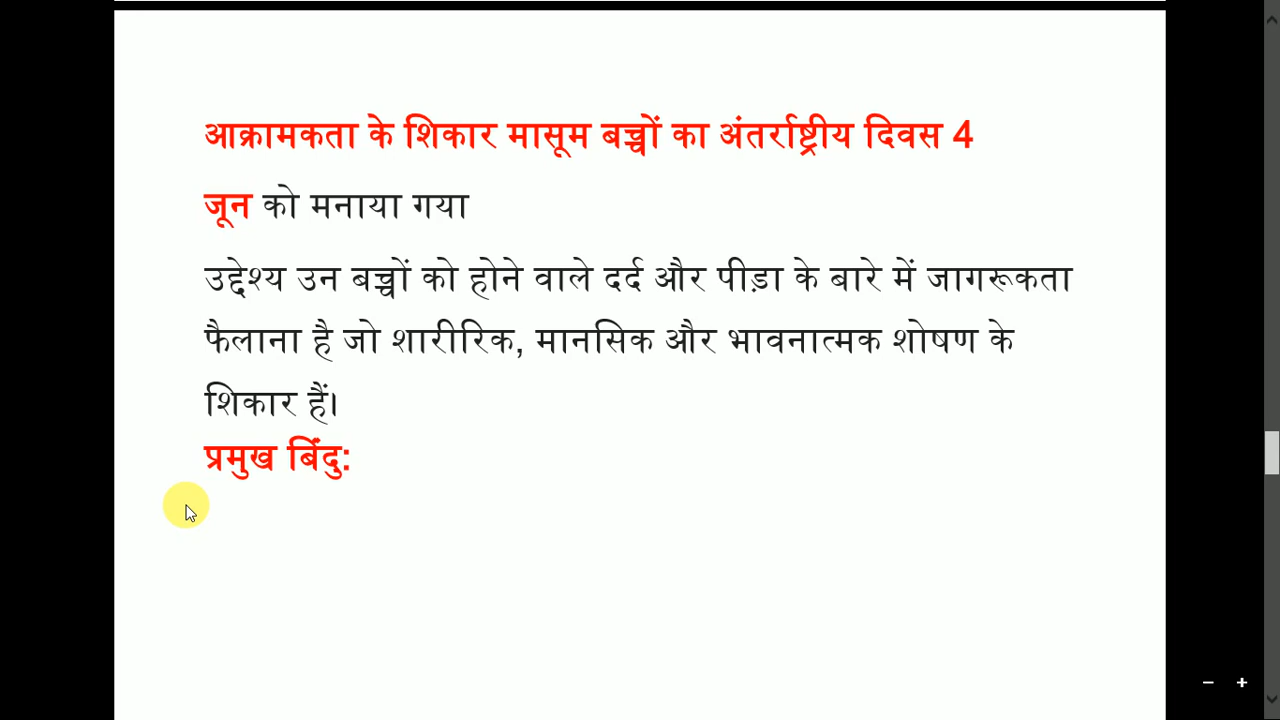 आक्रामकता के शिकार मासूम बच्चों का अंतर्राष्ट्रीय दिवस 4
जून को मनाया गया
उद्देश्य उन बच्चों को होने वाले दर्द और पीड़ा के बारे में जागरूकता
फैलाना है जो शारीरिक, मानसिक और भावनात्मक शोषण के
शिकार हैं।
प्रमुख बिंदु: